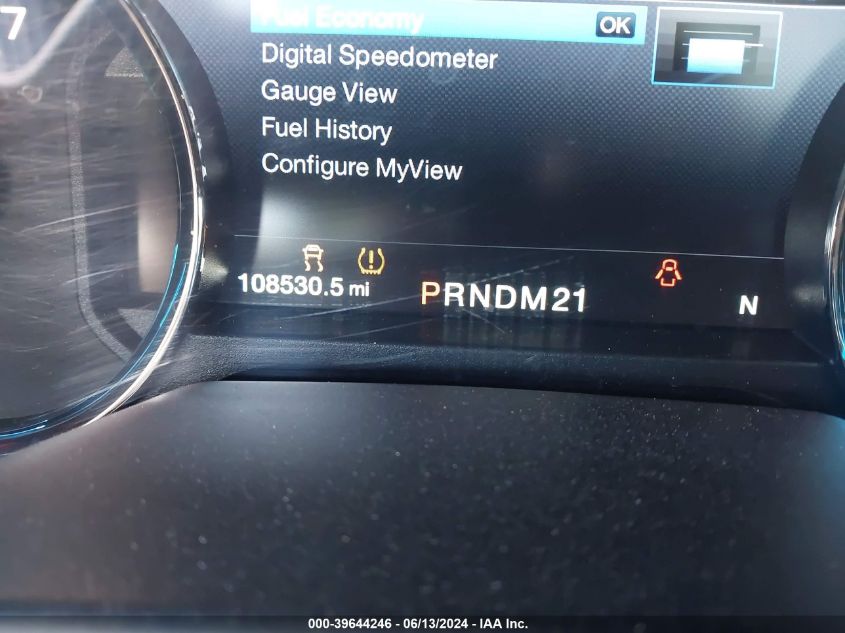 7
Fuel Economy OK
Digital Speedometer
Gauge View
Fuel History
Configure MyView
108530.5 mi PRNDM21 N
000-39644246 - 06/13/2024 - IAA Inc.